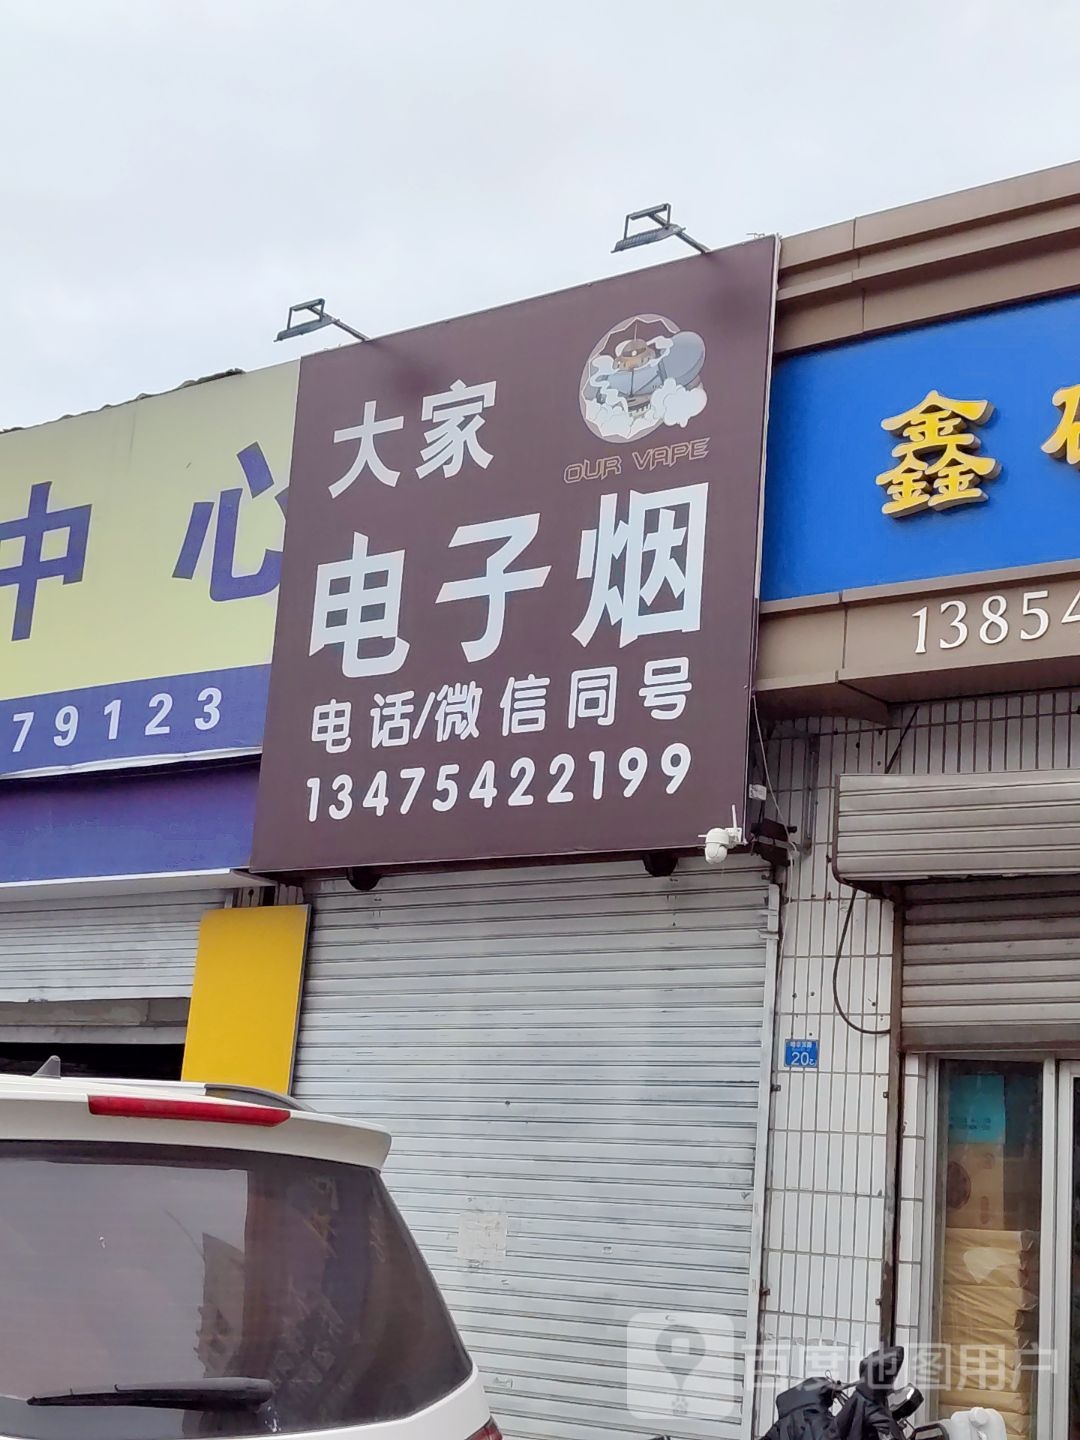 中心
79123
大家
OUR VAPE
电子烟
电话/微信同号
13475422199
鑫
13854
20
百度地图用户